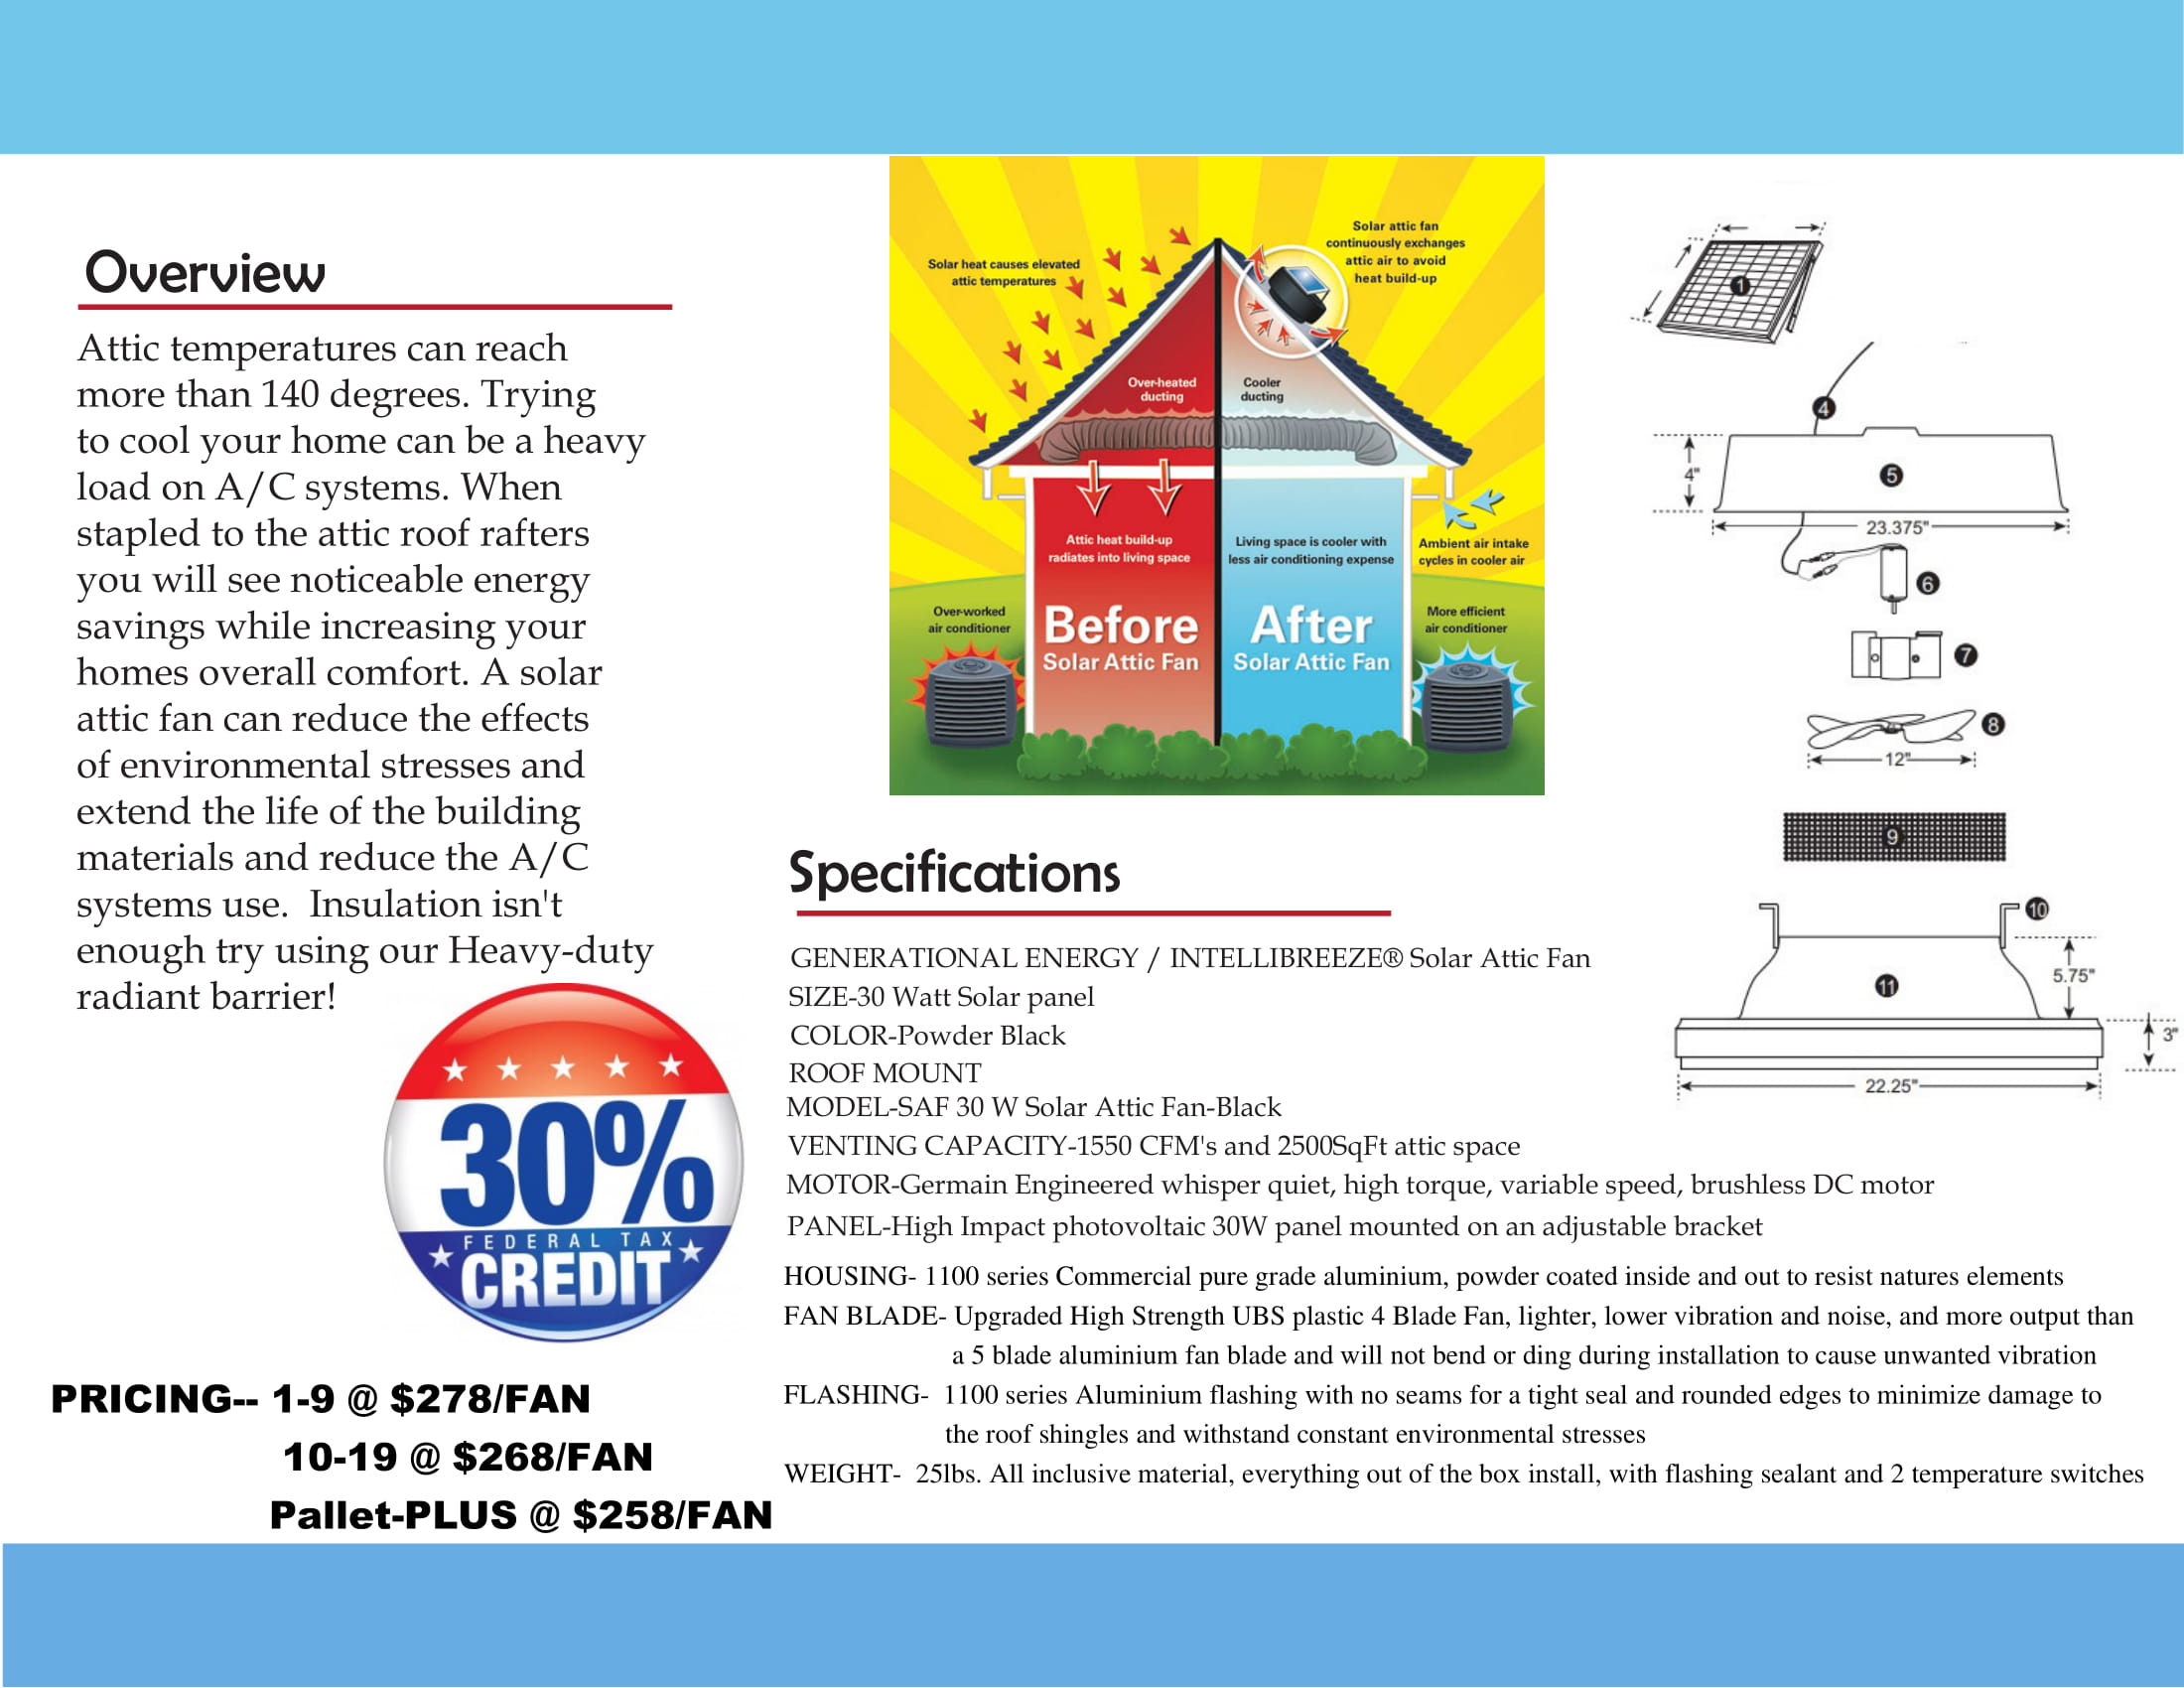 Overview
Attic temperatures can reach
more than 140 degrees. Trying
to cool your home can be a heavy
load on A/C systems. When
stapled to the attic roof rafters
you will see noticeable energy
savings while increasing your
homes overall comfort. A solar
attic fan can reduce the effects
of environmental stresses and
extend the life of the building
materials and reduce the A/C
systems use.  Insulation isn't
enough try using our Heavy-duty
radiant barrier!
30%
FEDERAL TAX
CREDIT
PRICING-- 1-9 @ $278/FAN
10-19 @ $268/FAN
Pallet-PLUS @ $258/FAN
Solar heat causes elevated
attic temperatures
Solar attic fan
continuously exchanges
attic air to avoid
heat build-up
Over-heated
ducting
Cooler
ducting
Attic heat build-up
radiates into living space
Living space is cooler with
less air conditioning expense
Ambient air intake
cycles in cooler air
Over-worked
air conditioner
Before
Solar Attic Fan
After
Solar Attic Fan
More efficient
air conditioner
1
4
4"
5
23.375"
6
7
8
12"
9
10
5.75"
11
3"
22.25"
Specifications
GENERATIONAL ENERGY / INTELLIBREEZE® Solar Attic Fan
SIZE-30 Watt Solar panel
COLOR-Powder Black
ROOF MOUNT
MODEL-SAF 30 W Solar Attic Fan-Black
VENTING CAPACITY-1550 CFM's and 2500SqFt attic space
MOTOR-Germain Engineered whisper quiet, high torque, variable speed, brushless DC motor
PANEL-High Impact photovoltaic 30W panel mounted on an adjustable bracket
HOUSING- 1100 series Commercial pure grade aluminium, powder coated inside and out to resist natures elements
FAN BLADE- Upgraded High Strength UBS plastic 4 Blade Fan, lighter, lower vibration and noise, and more output than
a 5 blade aluminium fan blade and will not bend or ding during installation to cause unwanted vibration
FLASHING-  1100 series Aluminium flashing with no seams for a tight seal and rounded edges to minimize damage to
the roof shingles and withstand constant environmental stresses
WEIGHT-  25lbs. All inclusive material, everything out of the box install, with flashing sealant and 2 temperature switches